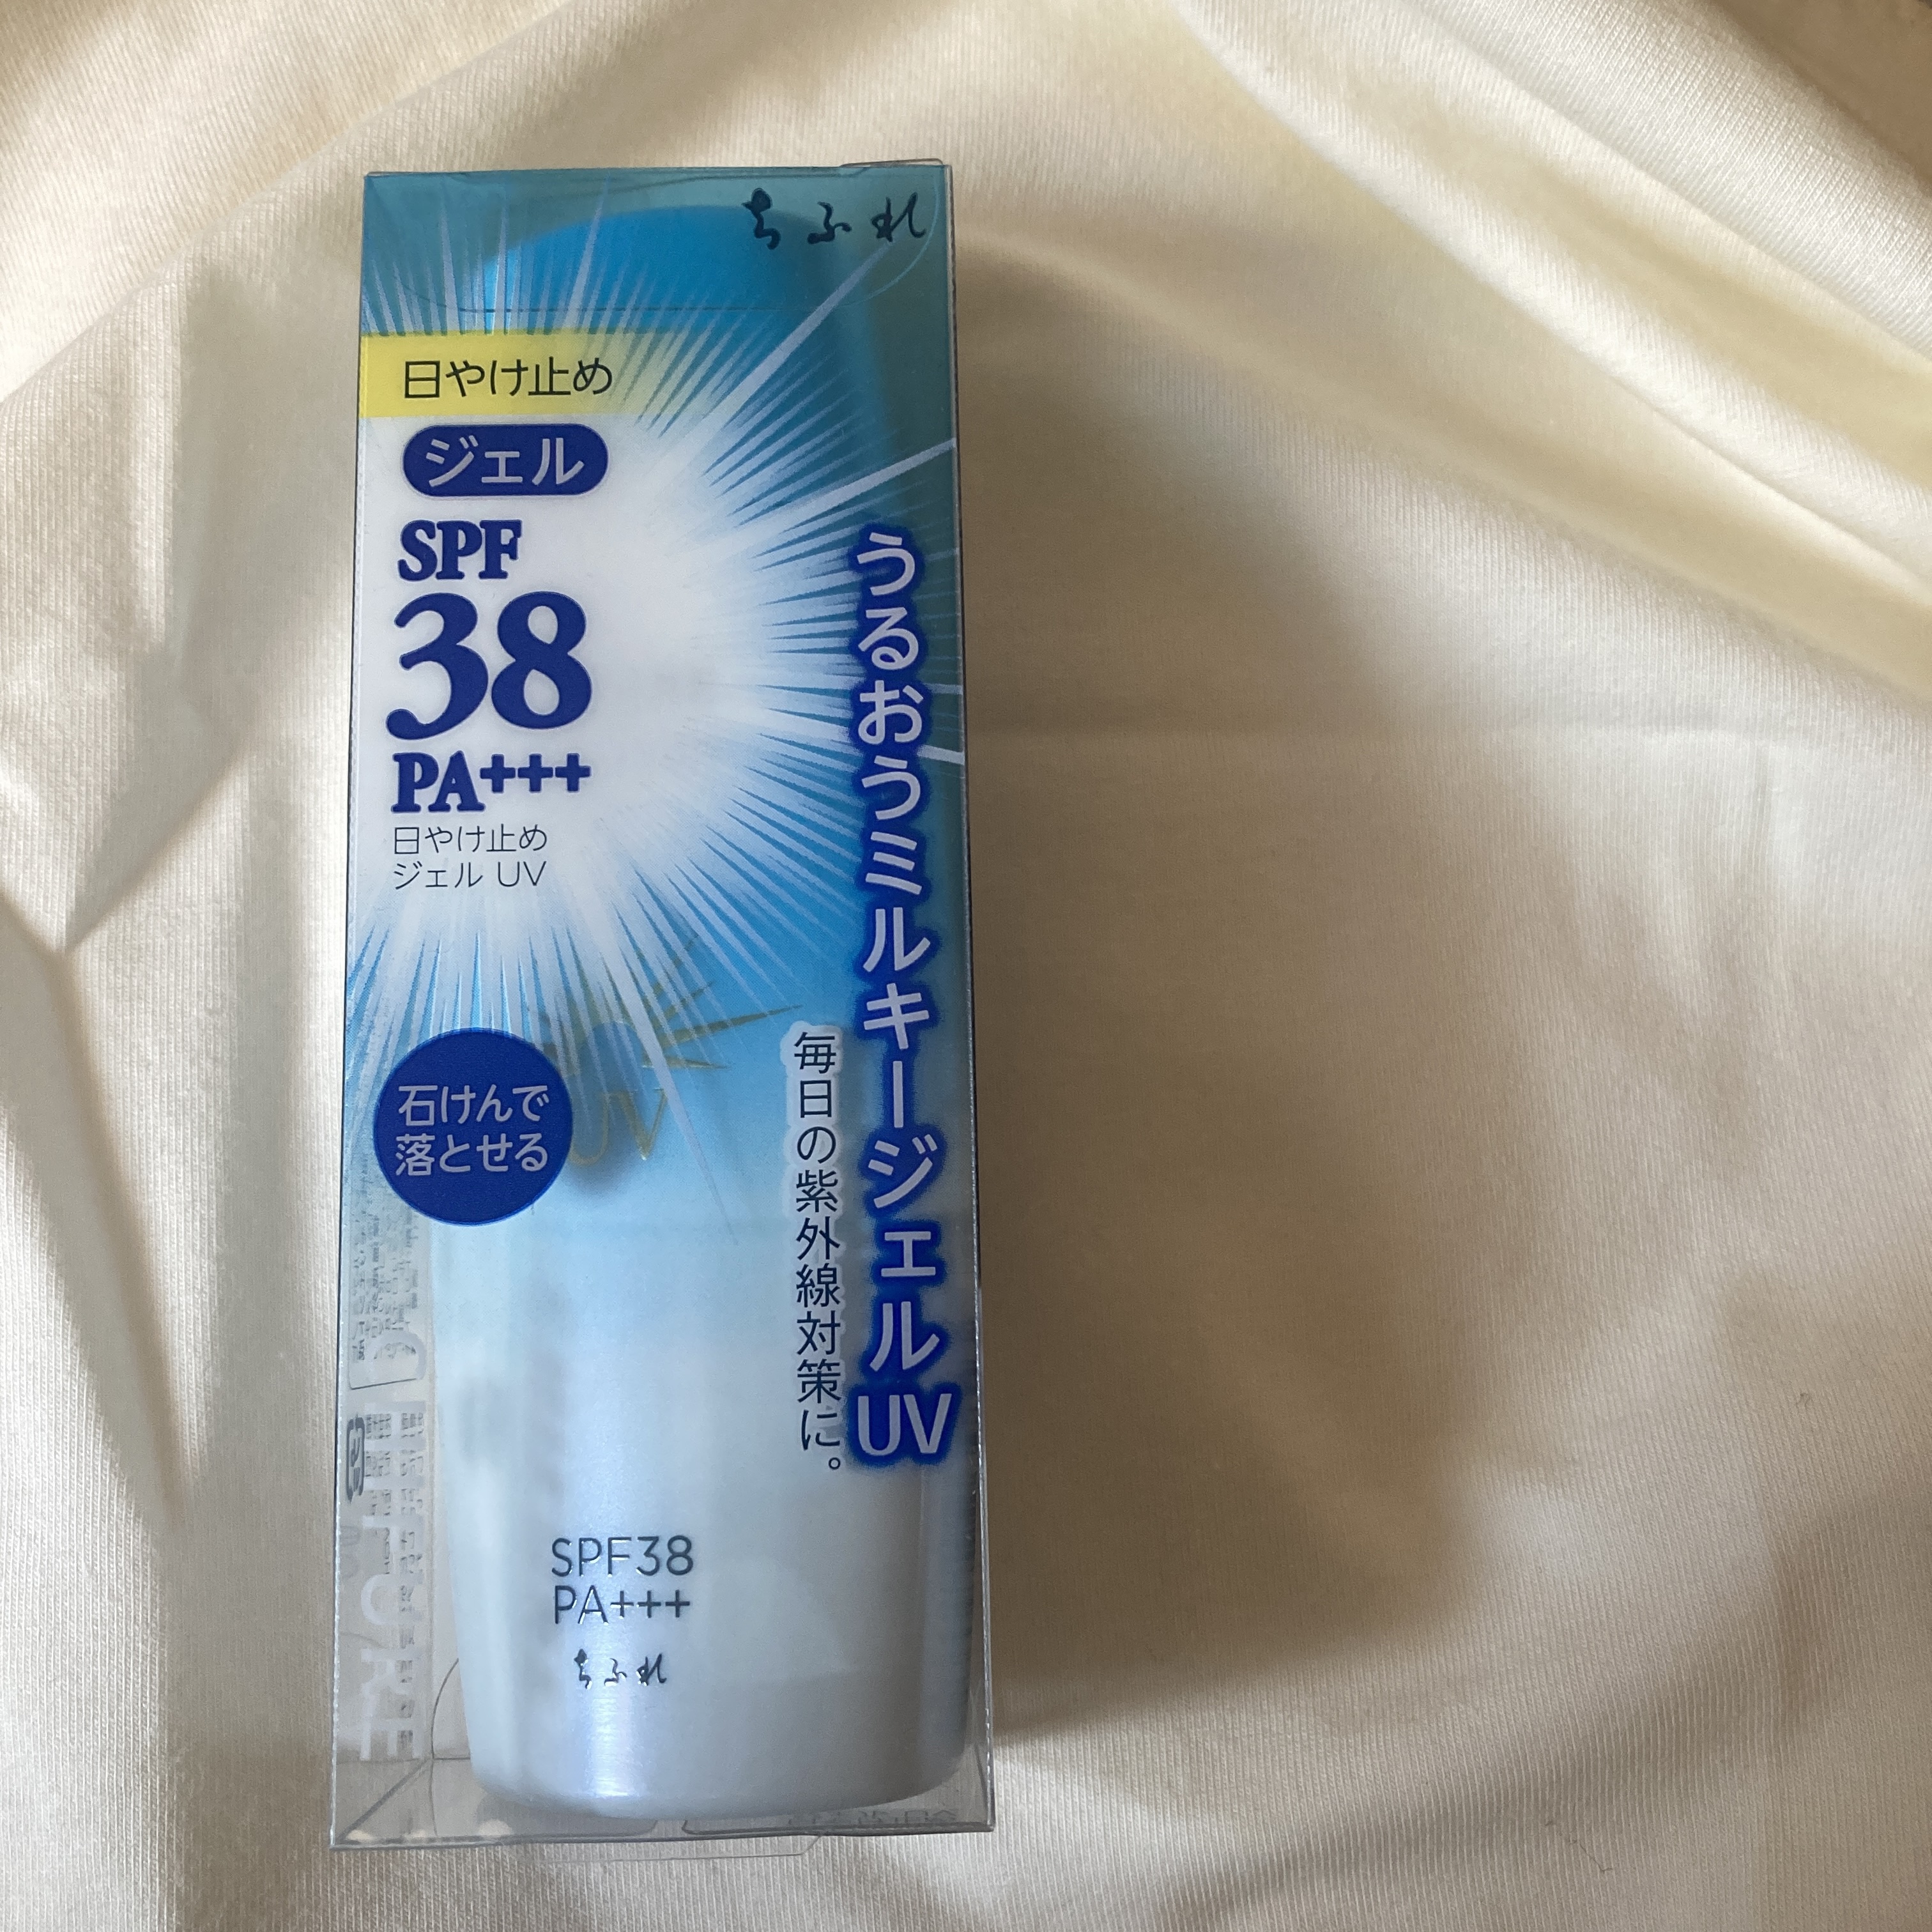 ちふれ
日やけ止め
ジェル
SPF
38
PA+++
日やけ止め
ジェル UV
うるおうミルキージェルUV
毎日の紫外線対策に。
石けんで
落とせる
UV
SPF38
PA+++
ちふれ